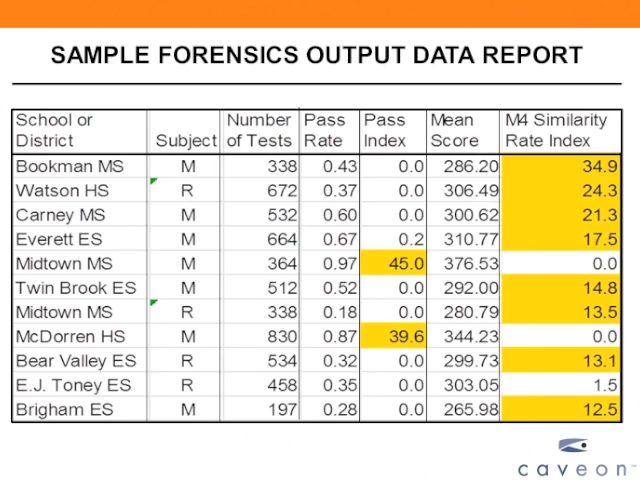 SAMPLE FORENSICS OUTPUT DATA REPORT
School or District Subject Number of Tests Pass Rate Pass Index Mean Score M4 Similarity Rate Index
Bookman MS M 338 0.43 0.0 286.20 34.9
Watson HS R 672 0.37 0.0 306.49 24.3
Carney MS M 532 0.60 0.0 300.62 21.3
Everett ES M 664 0.67 0.2 310.77 17.5
Midtown MS M 364 0.97 45.0 376.53 0.0
Twin Brook ES M 512 0.52 0.0 292.00 14.8
Midtown MS R 338 0.18 0.0 280.79 13.5
McDorren HS M 830 0.87 39.6 344.23 0.0
Bear Valley ES R 534 0.32 0.0 299.73 13.1
E.J. Toney ES R 458 0.35 0.0 303.05 1.5
Brigham ES M 197 0.28 0.0 265.98 12.5
caveon™